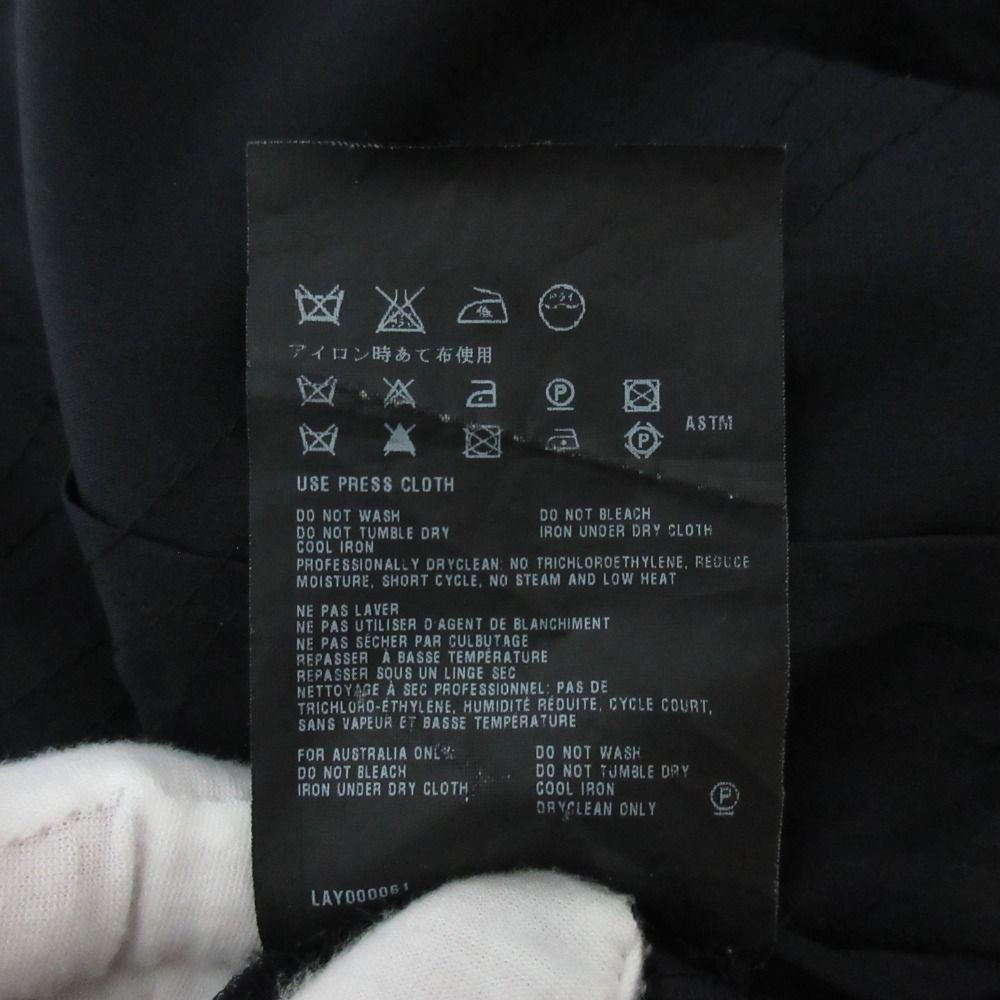 低 ドライ
アイロン時あて布使用
P
ASTM
P
USE PRESS CLOTH
DO NOT WASH DO NOT BLEACH
DO NOT TUMBLE DRY IRON UNDER DRY CLOTH
COOL IRON
PROFESSIONALLY DRYCLEAN: NO TRICHLOROETHYLENE, REDUCE
MOISTURE, SHORT CYCLE, NO STEAM AND LOW HEAT
NE PAS LAVER
NE PAS UTILISER D'AGENT DE BLANCHIMENT
NE PAS SÉCHER PAR CULBUTAGE
REPASSER À BASSE TEMPÉRATURE
REPASSER SOUS UN LINGE SEC
NETTOYAGE À SEC PROFESSIONNEL: PAS DE
TRICHLORO-ÉTHYLENE, HUMIDITÉ RÉDUITE, CYCLE COURT,
SANS VAPEUR ET BASSE TEMPÉRATURE
FOR AUSTRALIA ONLY: DO NOT WASH
DO NOT BLEACH DO NOT TUMBLE DRY
IRON UNDER DRY CLOTH COOL IRON
DRYCLEAN ONLY P
LAY000061